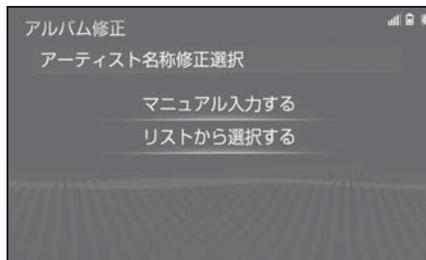 アルバム修正
アーティスト名称修正選択
マニュアル入力する
リストから選択する